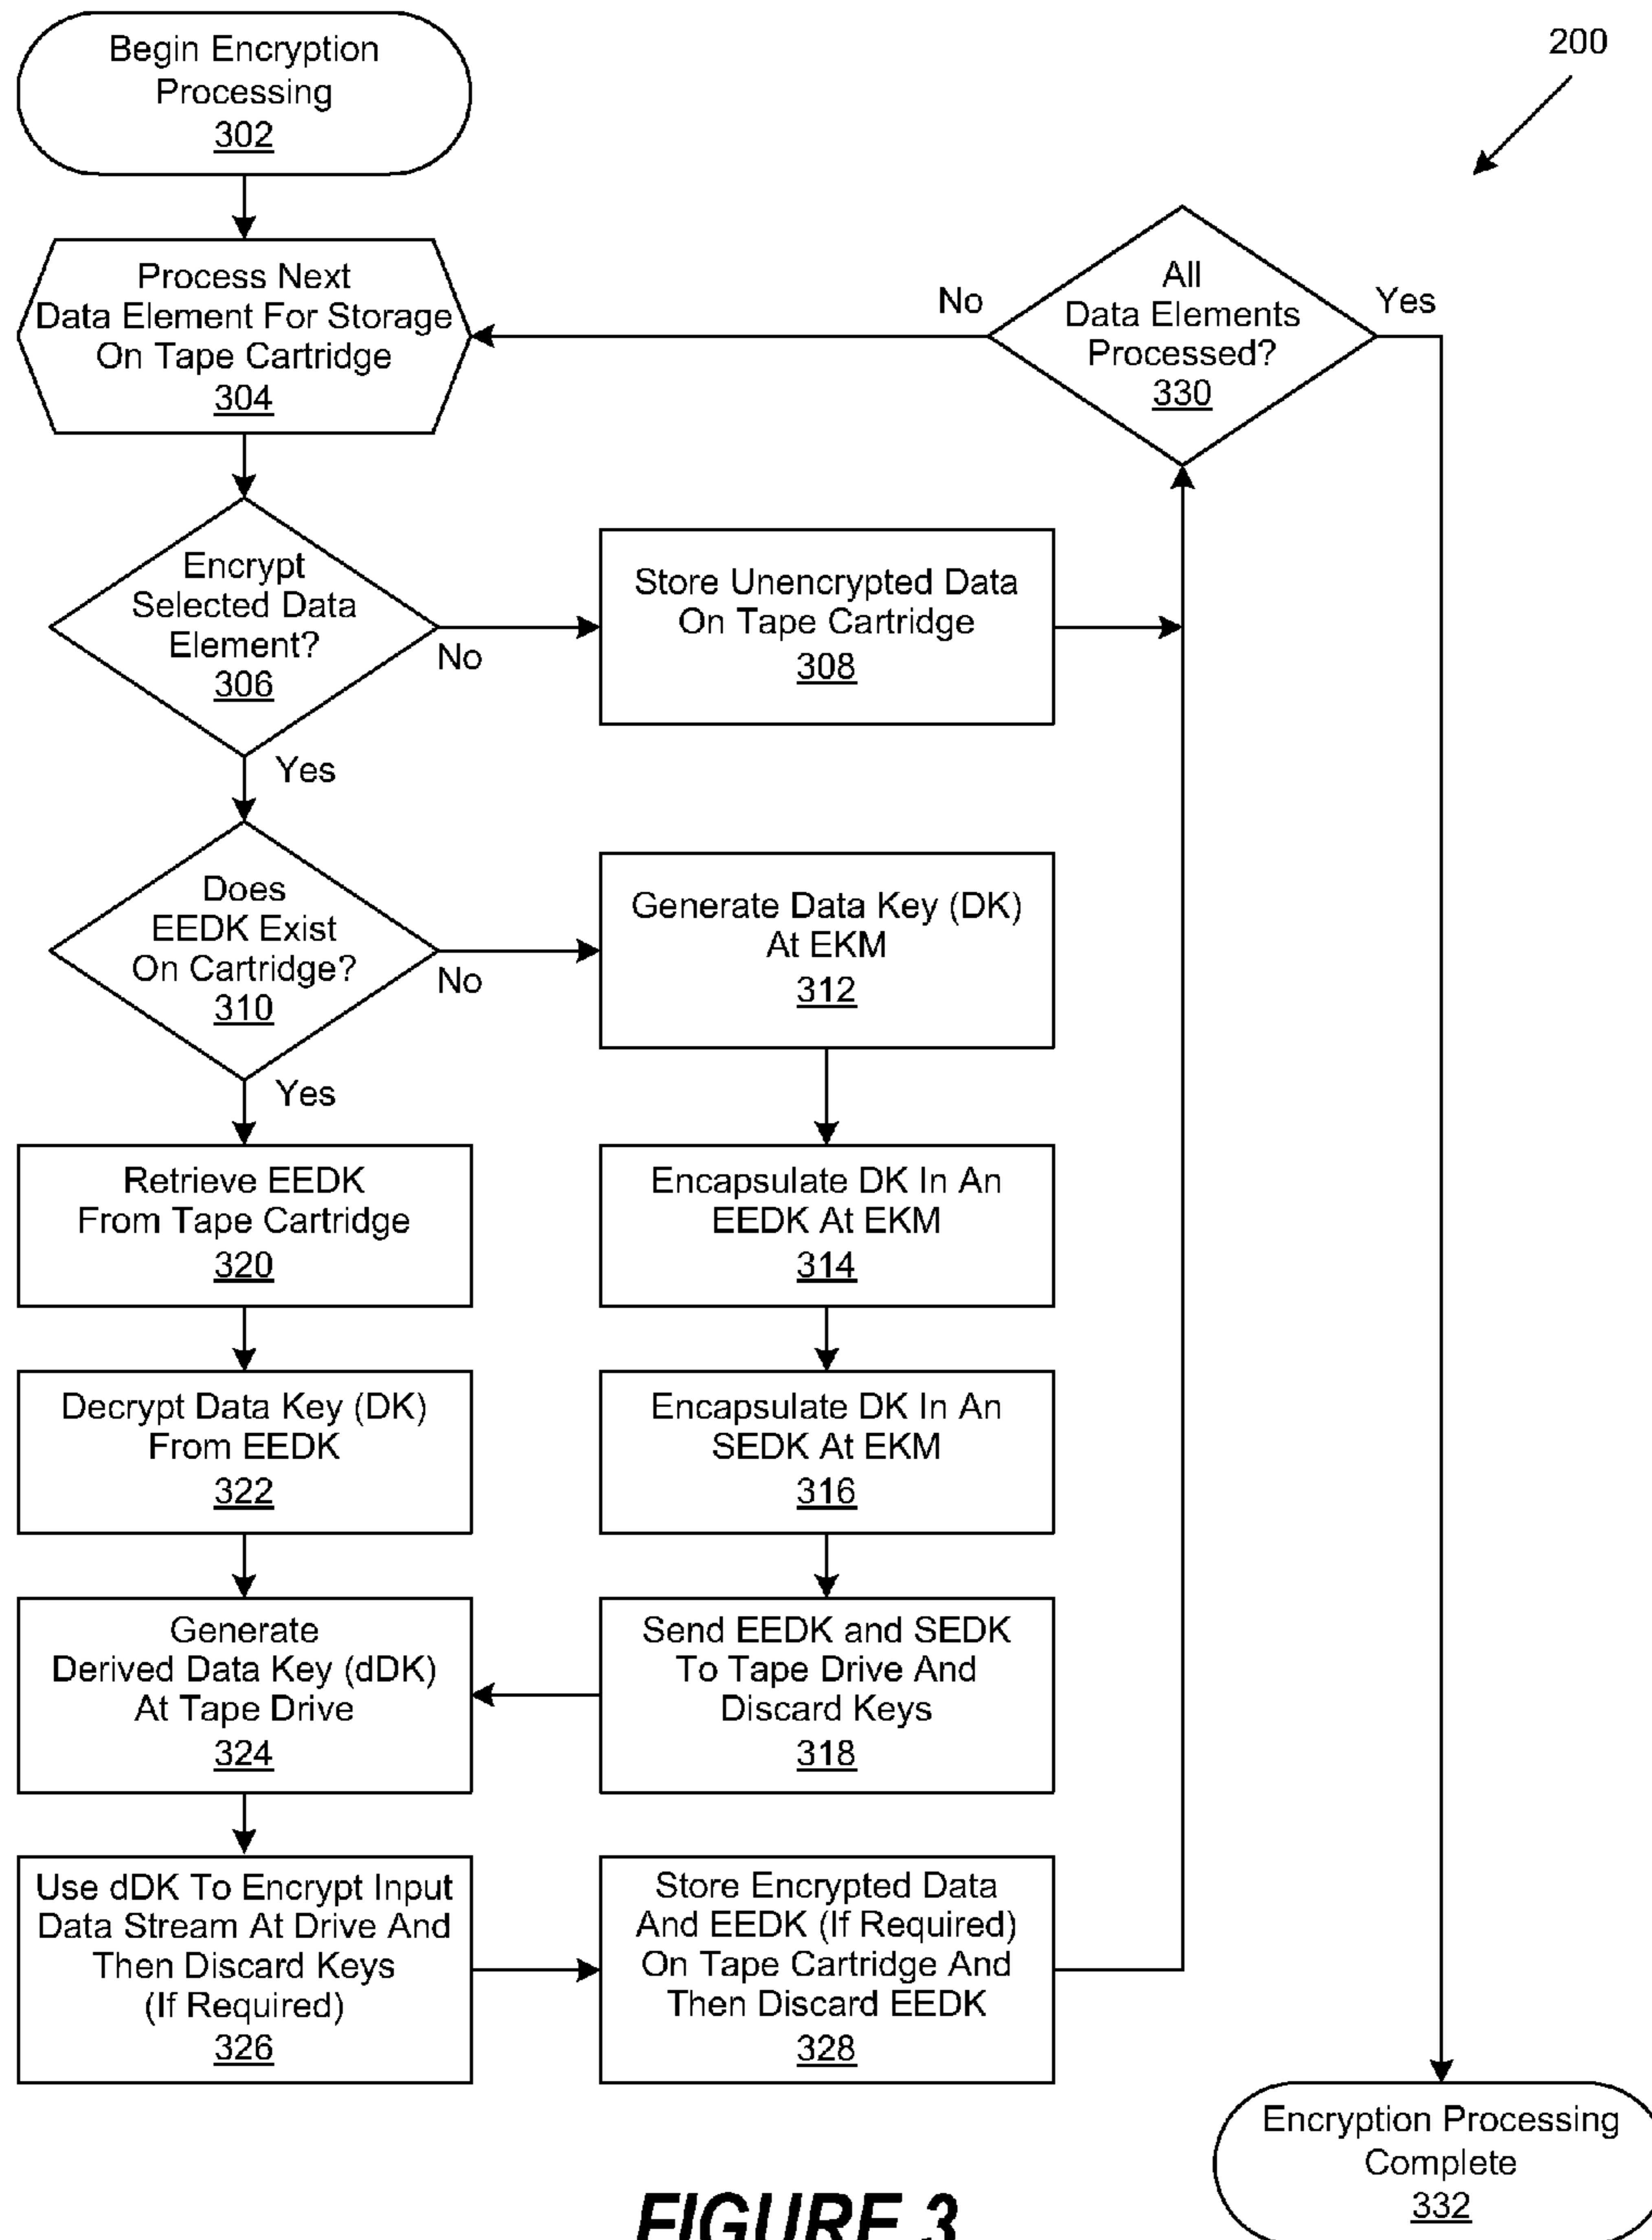 Begin Encryption
Processing
302
200
Process Next
Data Element For Storage
On Tape Cartridge
304
No
All
Data Elements
Processed?
330
Yes
Encrypt
Selected Data
Element?
306
No
Store Unencrypted Data
On Tape Cartridge
308
Yes
Does
EEDK Exist
On Cartridge?
310
No
Generate Data Key (DK)
At EKM
312
Yes
Retrieve EEDK
From Tape Cartridge
320
Encapsulate DK In An
EEDK At EKM
314
Decrypt Data Key (DK)
From EEDK
322
Encapsulate DK In An
SEDK At EKM
316
Generate
Derived Data Key (dDK)
At Tape Drive
324
Send EEDK and SEDK
To Tape Drive And
Discard Keys
318
Use dDK To Encrypt Input
Data Stream At Drive And
Then Discard Keys
(If Required)
326
Store Encrypted Data
And EEDK (If Required)
On Tape Cartridge And
Then Discard EEDK
328
Encryption Processing
Complete
332
FIGURE 3